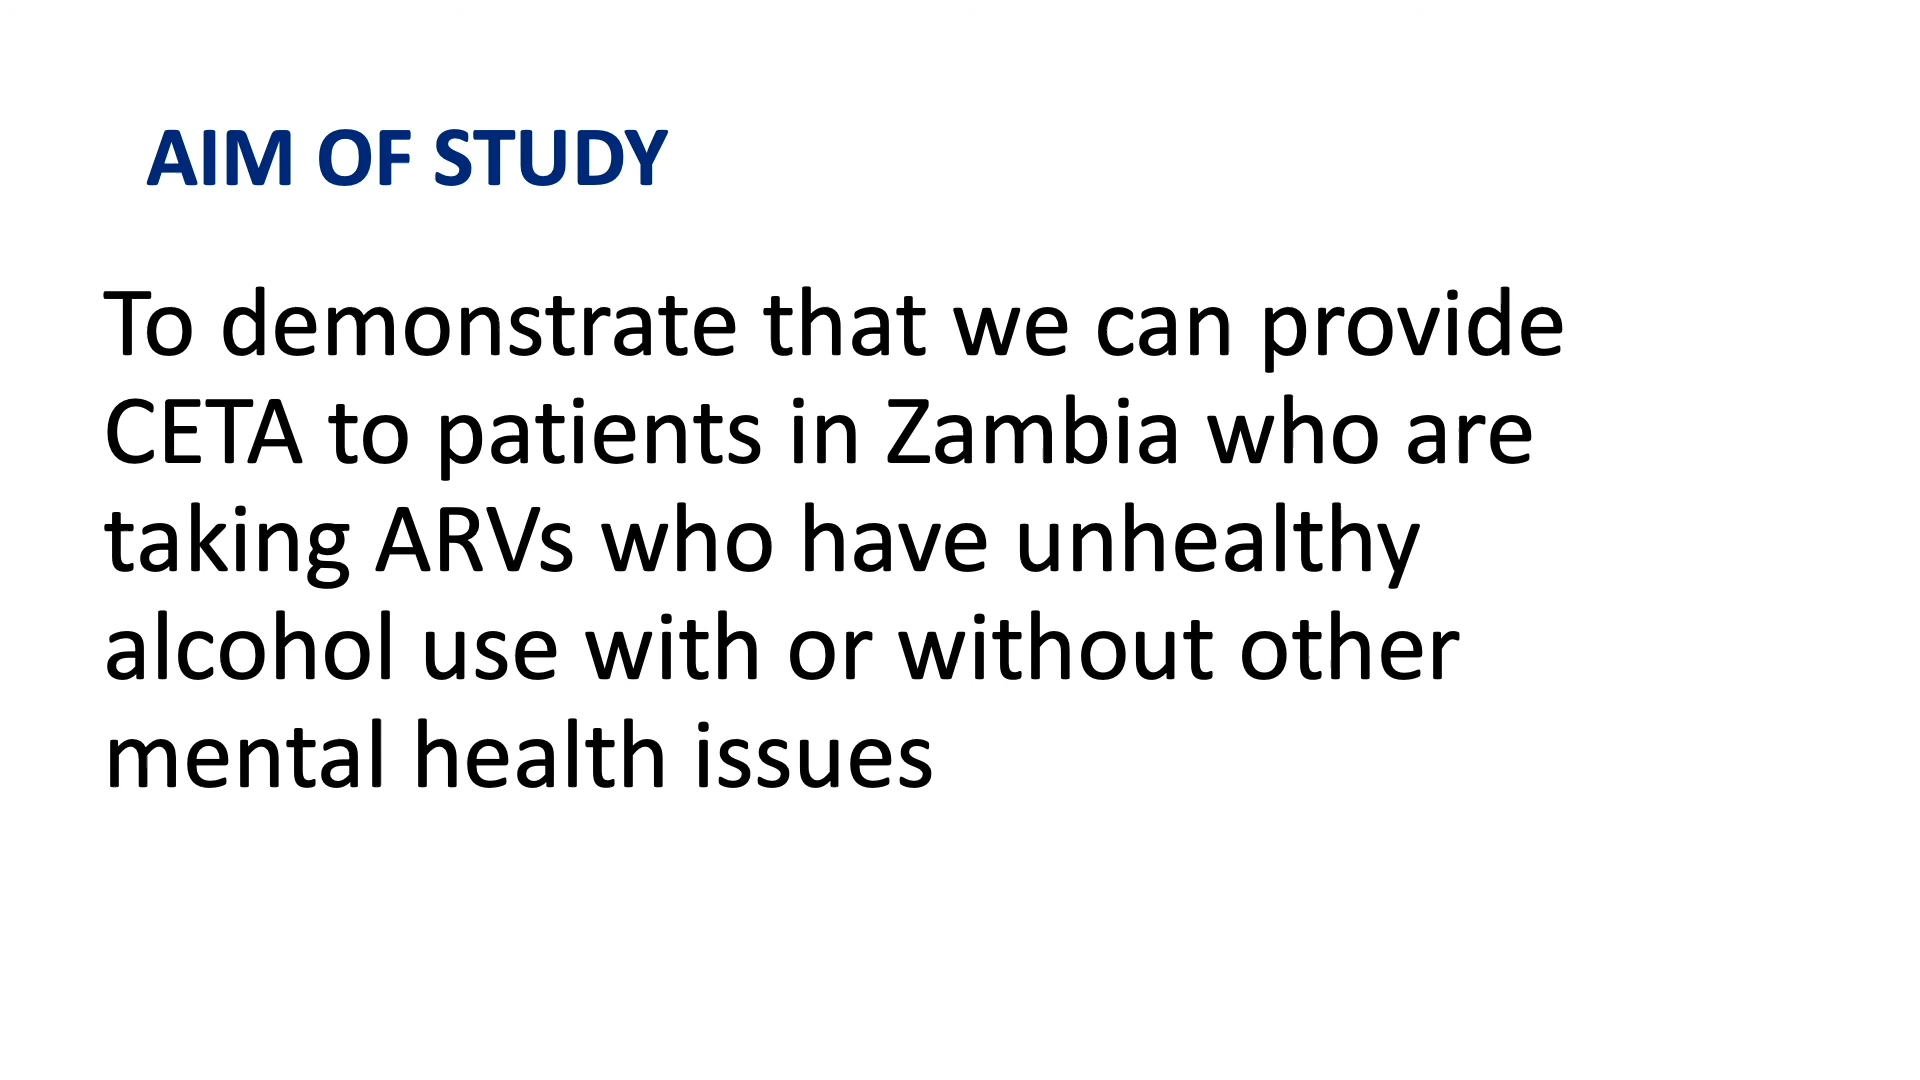 AIM OF STUDY
To demonstrate that we can provide
CETA to patients in Zambia who are
taking ARVs who have unhealthy
alcohol use with or without other
mental health issues